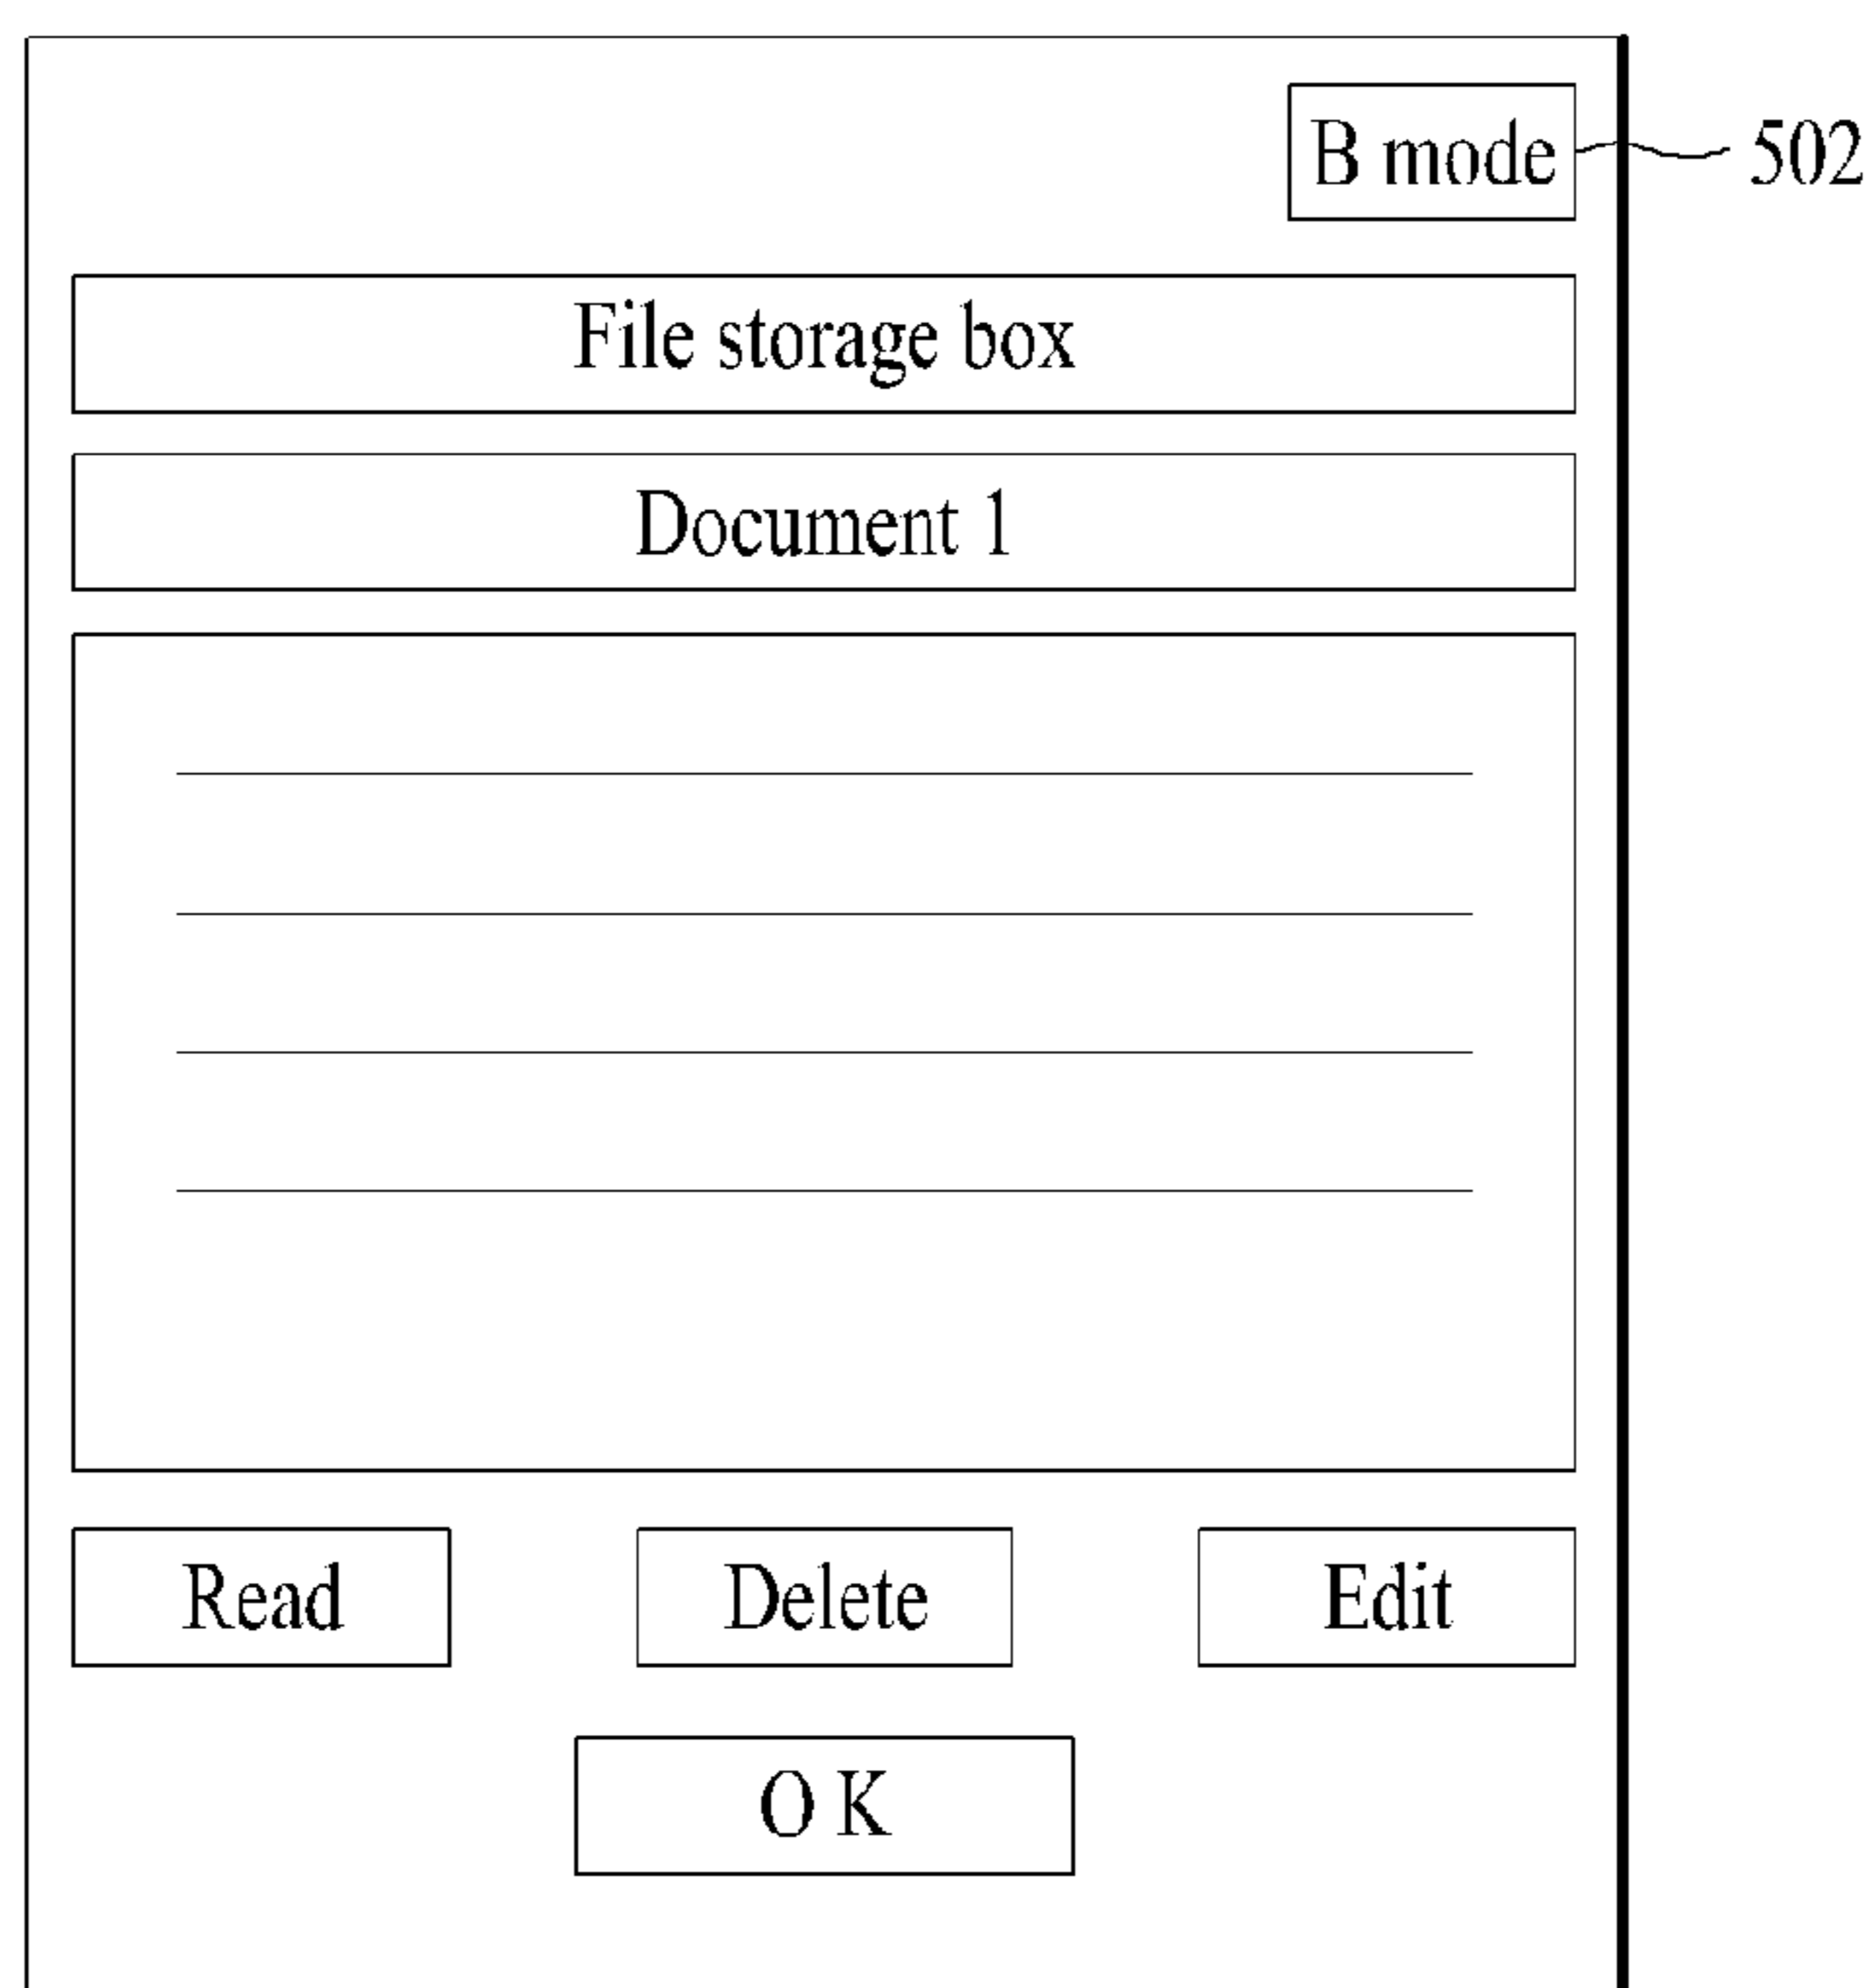 B mode 502
File storage box
Document 1
Read Delete Edit
O K